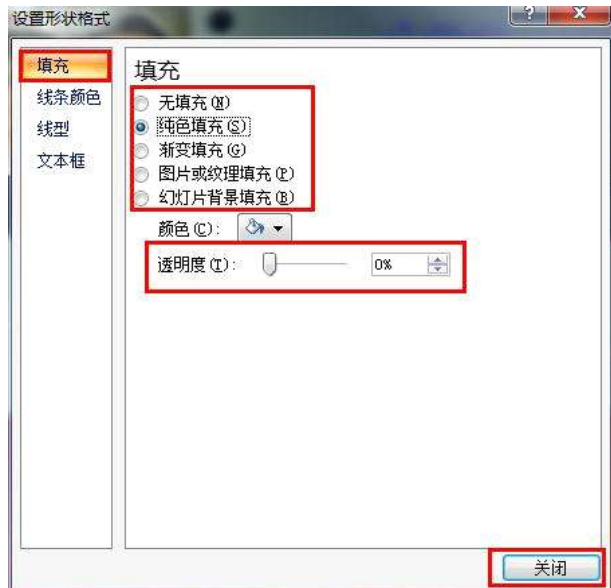 设置形状格式
填充
线条颜色
线型
文本框
填充
无填充(N)
纯色填充(S)
渐变填充(G)
图片或纹理填充(P)
幻灯片背景填充(B)
颜色(C):
透明度(T): 0%
关闭